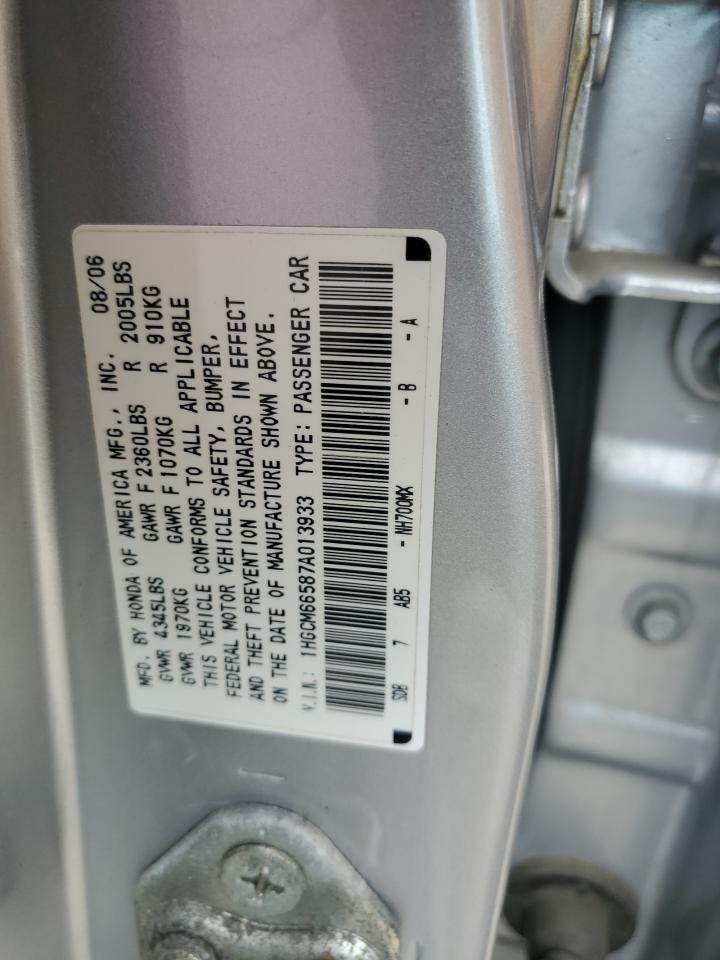 MFD. BY HONDA OF AMERICA MFG., INC. 08/06
GVWR 4345LBS GAWR F 2360LBS R 2005LBS
GVWR 1970KG GAWR F 1070KG R 910KG
THIS VEHICLE CONFORMS TO ALL APPLICABLE
FEDERAL MOTOR VEHICLE SAFETY, BUMPER,
AND THEFT PREVENTION STANDARDS IN EFFECT
ON THE DATE OF MANUFACTURE SHOWN ABOVE.
V.I.N.: 1HGCM66587A013933 TYPE: PASSENGER CAR
SDB 7 AB5 - NH700MX - B - A